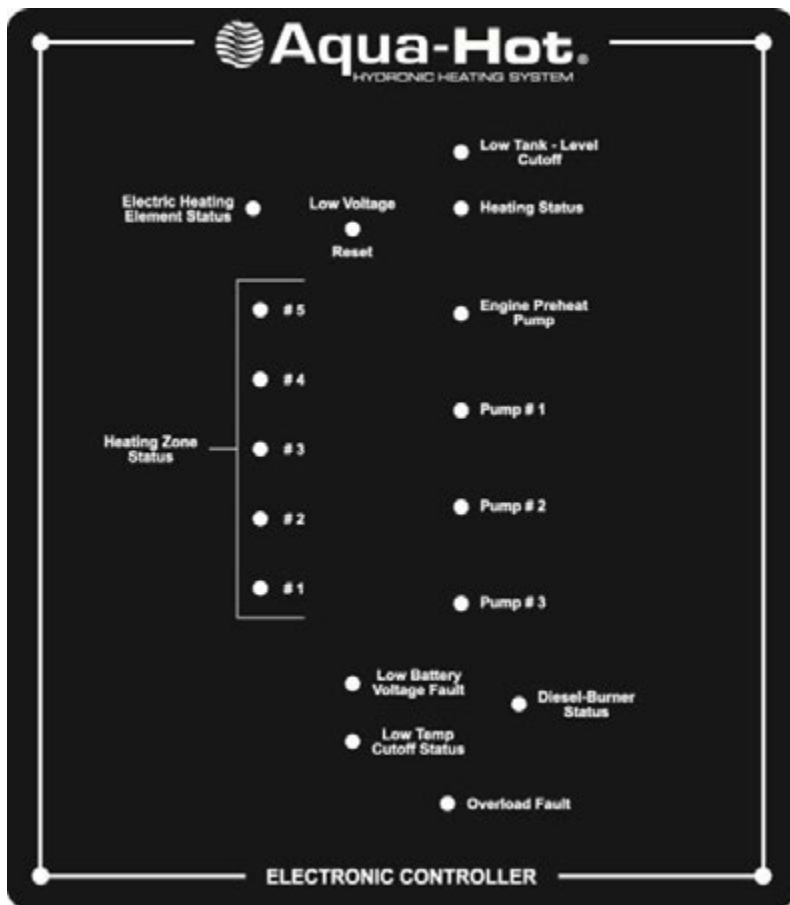 Aqua-Hot®
HYDRONIC HEATING SYSTEM
Low Tank - Level
Cutoff
Electric Heating
Element Status
Low Voltage
Reset
Heating Status
# 5
Engine Preheat
Pump
# 4
Pump # 1
Heating Zone
Status
# 3
# 2
Pump # 2
# 1
Pump # 3
Low Battery
Voltage Fault
Diesel-Burner
Status
Low Temp
Cutoff Status
Overload Fault
ELECTRONIC CONTROLLER